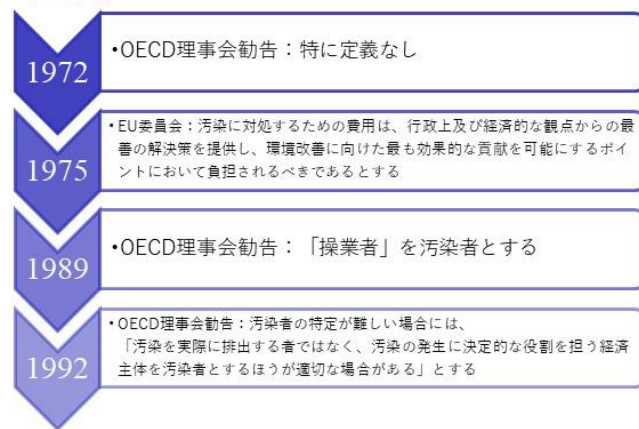 1972
•OECD理事会勧告：特に定義なし
1975
•EU委員会：汚染に対処するための費用は、行政上及び経済的な観点からの最
善の解決策を提供し、環境改善に向けた最も効果的な貢献を可能にするポ
イントにおいて負担されるべきであるとする
1989
•OECD理事会勧告：「操業者」を汚染者とする
1992
•OECD理事会勧告：汚染者の特定が難しい場合には、
「汚染を実際に排出する者ではなく、汚染の発生に決定的な役割を担う経済
主体を汚染者とするほうが適切な場合がある」とする